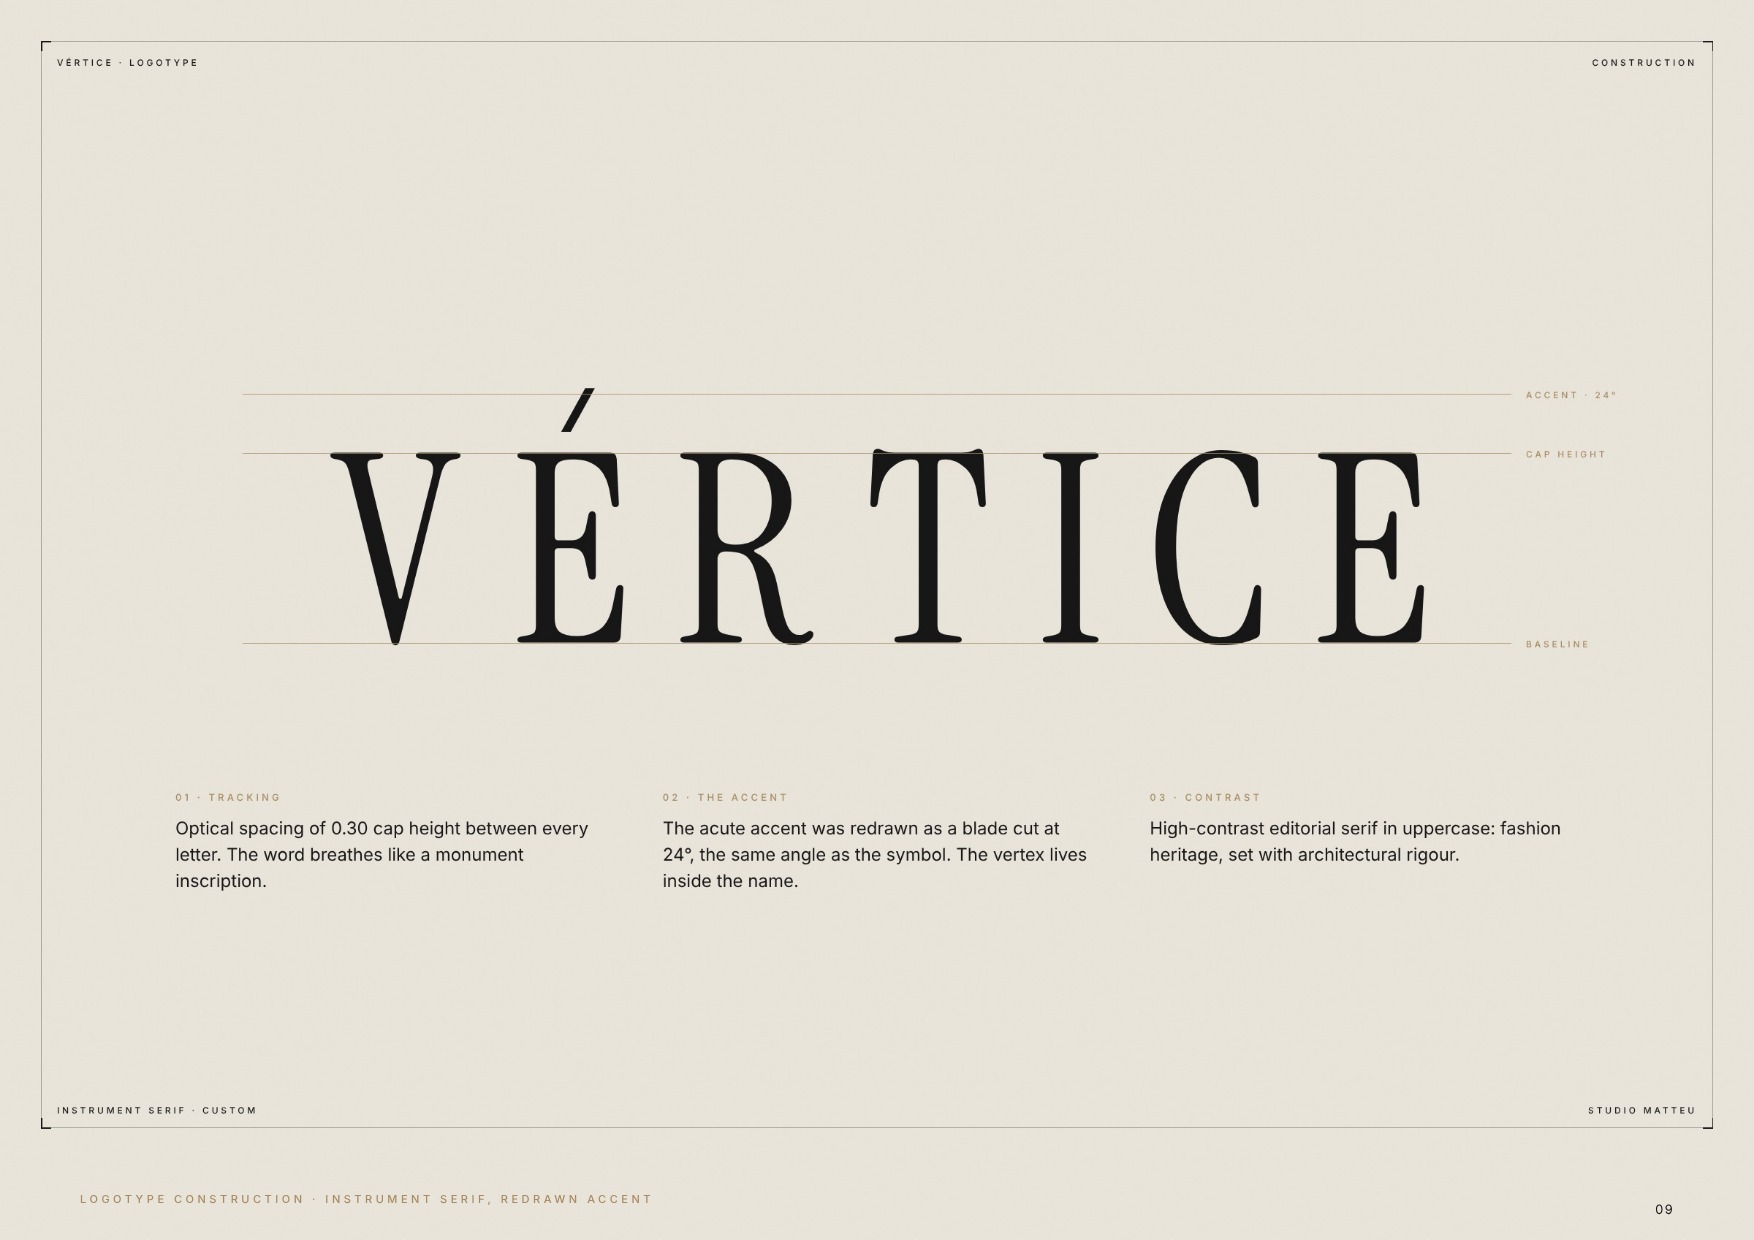 VÉRTICE · LOGOTYPE
CONSTRUCTION
ACCENT · 24°
VÉRTICE
CAP HEIGHT
BASELINE
01 · TRACKING
Optical spacing of 0.30 cap height between every
letter. The word breathes like a monument
inscription.
02 · THE ACCENT
The acute accent was redrawn as a blade cut at
24°, the same angle as the symbol. The vertex lives
inside the name.
03 · CONTRAST
High-contrast editorial serif in uppercase: fashion
heritage, set with architectural rigour.
INSTRUMENT SERIF · CUSTOM
STUDIO MATTEU
LOGOTYPE CONSTRUCTION · INSTRUMENT SERIF, REDRAWN ACCENT
09